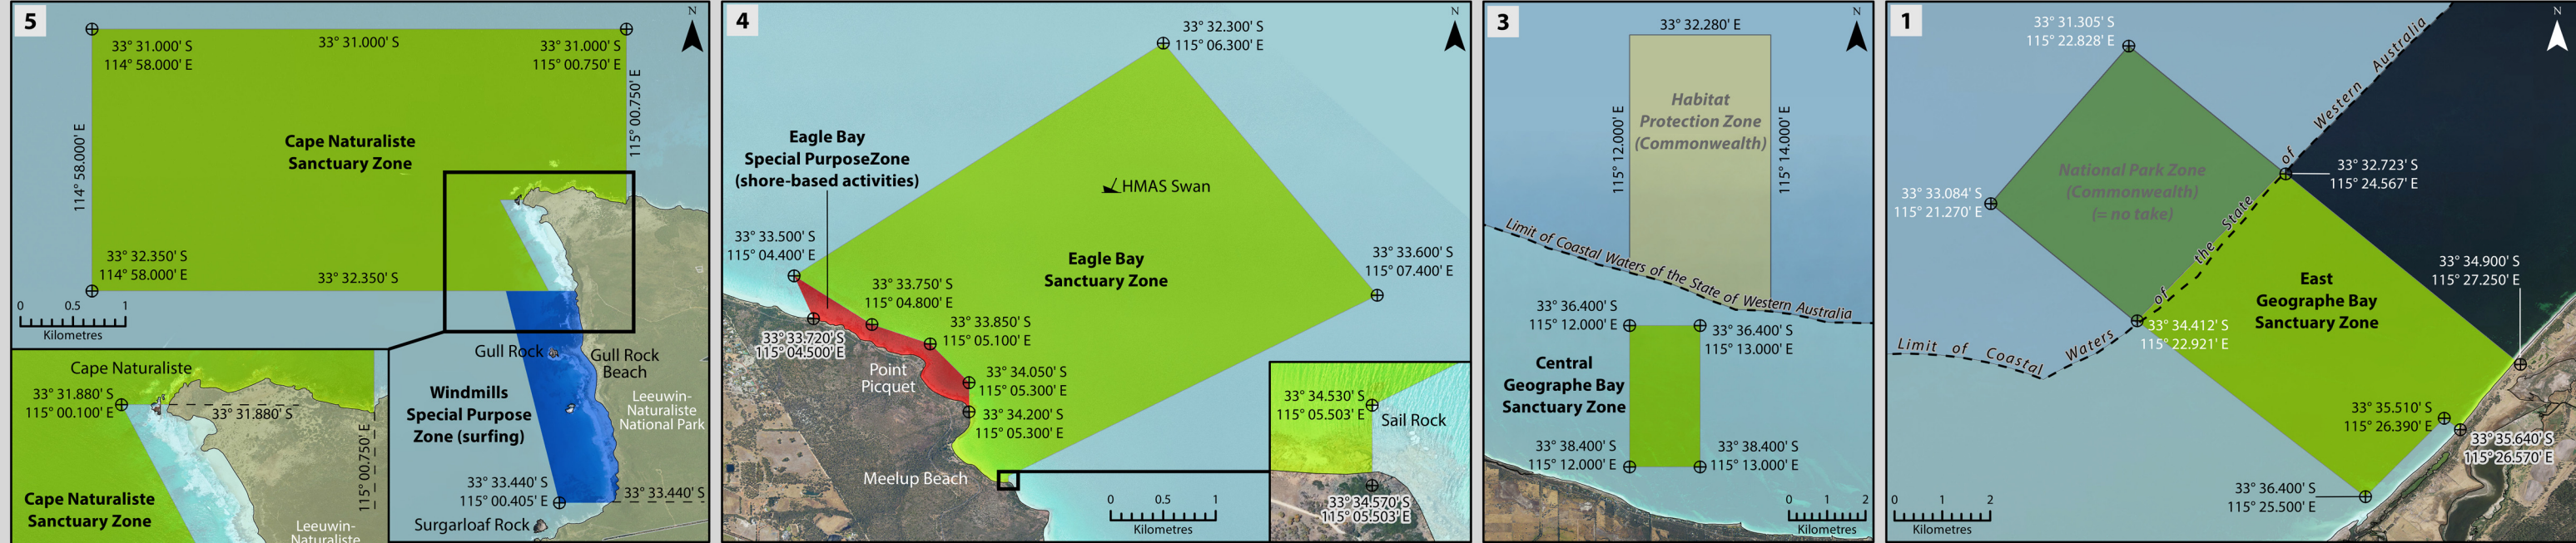 5
N
33° 31.000' S
114° 58.000' E
33° 31.000' S
33° 31.000' S
115° 00.750' E
115° 00.750' E
114° 58.000' E
Cape Naturaliste
Sanctuary Zone
33° 32.350' S
114° 58.000' E
33° 32.350' S
0 0.5 1
Kilometres
Gull Rock
Gull Rock
Beach
Windmills
Special Purpose
Zone (surfing)
Leeuwin-
Naturaliste
National Park
33° 33.440' S
115° 00.405' E
33° 33.440' S
Surgarloaf Rock
Cape Naturaliste
33° 31.880' S
115° 00.100' E
33° 31.880' S
115° 00.750' E
Cape Naturaliste
Sanctuary Zone
Leeuwin-
Naturaliste
4
N
33° 32.300' S
115° 06.300' E
Eagle Bay
Special PurposeZone
(shore-based activities)
HMAS Swan
33° 33.500' S
115° 04.400' E
Eagle Bay
Sanctuary Zone
33° 33.600' S
115° 07.400' E
33° 33.750' S
115° 04.800' E
33° 33.720' S
115° 04.500' E
33° 33.850' S
115° 05.100' E
Point
Picquet
33° 34.050' S
115° 05.300' E
33° 34.200' S
115° 05.300' E
Meelup Beach
0 0.5 1
Kilometres
33° 34.530' S
115° 05.503' E
Sail Rock
33° 34.570' S
115° 05.503' E
3
N
33° 32.280' E
Habitat
Protection Zone
(Commonwealth)
115° 12.000' E
115° 14.000' E
Limit of Coastal Waters of the State of Western Australia
33° 36.400' S
115° 12.000' E
33° 36.400' S
115° 13.000' E
Central
Geographe Bay
Sanctuary Zone
33° 38.400' S
115° 12.000' E
33° 38.400' S
115° 13.000' E
0 1 2
Kilometres
1
N
33° 31.305' S
115° 22.828' E
National Park Zone
(Commonwealth)
(= no take)
33° 32.723' S
115° 24.567' E
33° 33.084' S
115° 21.270' E
Limit of Coastal Waters of the State of Western Australia
33° 34.412' S
115° 22.921' E
East
Geographe Bay
Sanctuary Zone
33° 34.900' S
115° 27.250' E
33° 35.510' S
115° 26.390' E
33° 35.640' S
115° 26.570' E
33° 36.400' S
115° 25.500' E
0 1 2
Kilometres